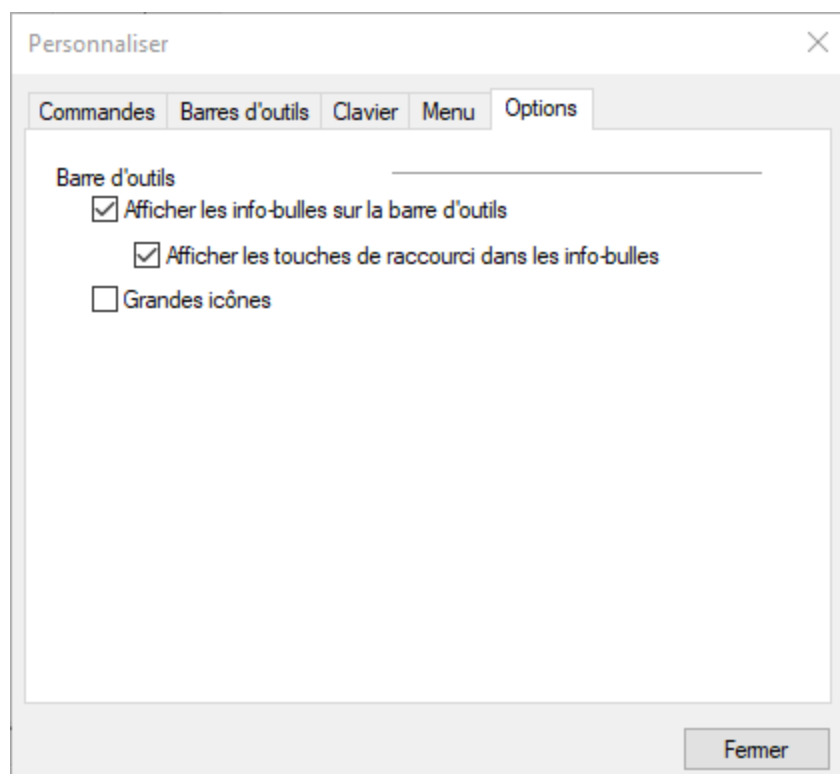 Personnaliser
Commandes Barres d'outils Clavier Menu Options
Barre d'outils
Afficher les info-bulles sur la barre d'outils
Afficher les touches de raccourci dans les info-bulles
Grandes icônes
Fermer